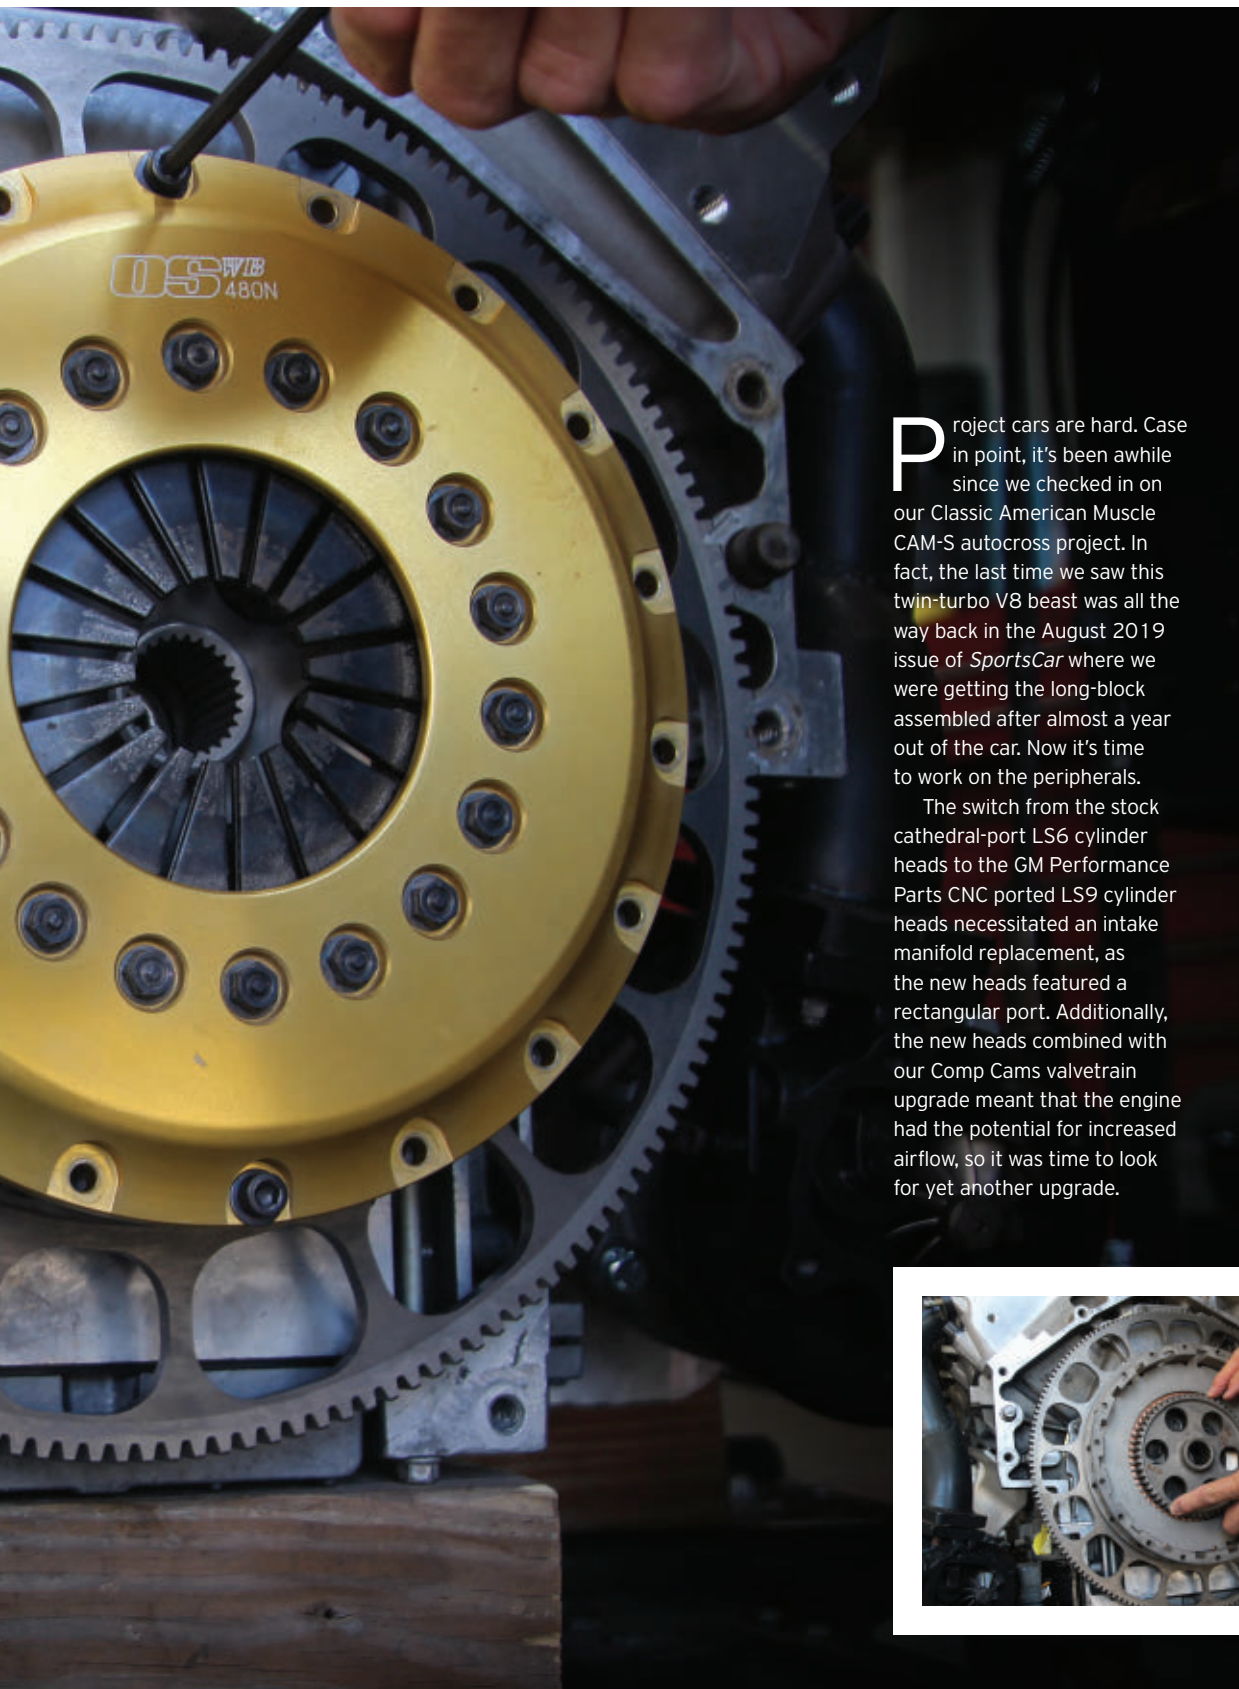 OS WB
480N
Project cars are hard. Case
in point, it's been awhile
since we checked in on
our Classic American Muscle
CAM-S autocross project. In
fact, the last time we saw this
twin-turbo V8 beast was all the
way back in the August 2019
issue of SportsCar where we
were getting the long-block
assembled after almost a year
out of the car. Now it's time
to work on the peripherals.
The switch from the stock
cathedral-port LS6 cylinder
heads to the GM Performance
Parts CNC ported LS9 cylinder
heads necessitated an intake
manifold replacement, as
the new heads featured a
rectangular port. Additionally,
the new heads combined with
our Comp Cams valvetrain
upgrade meant that the engine
had the potential for increased
airflow, so it was time to look
for yet another upgrade.